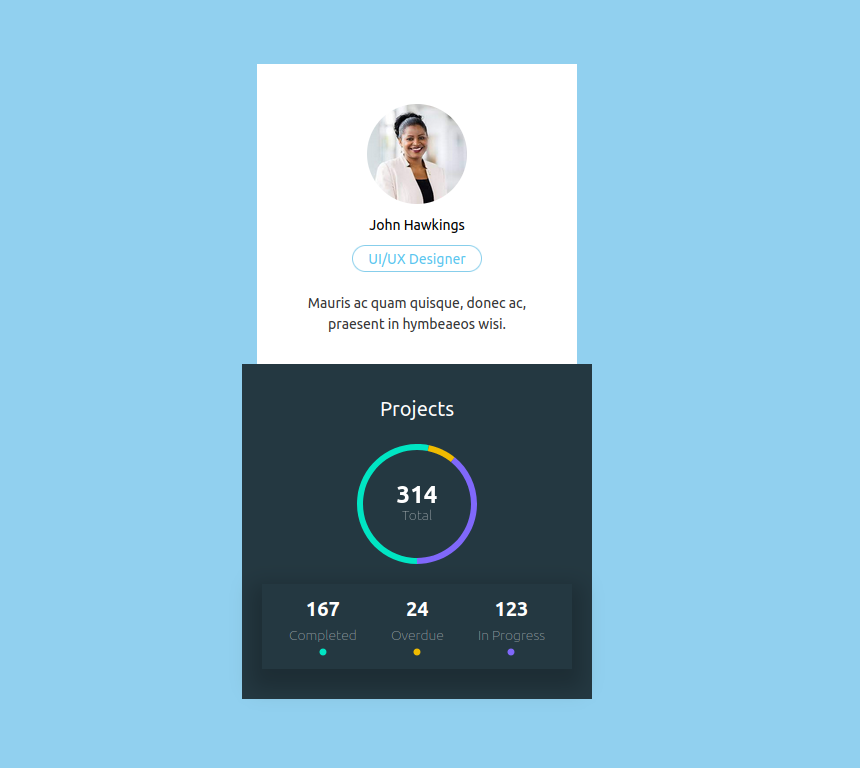 John Hawkings
UI/UX Designer
Mauris ac quam quisque, donec ac,
praesent in hymbeaeos wisi.
Projects
314
Total
167 24 123
Completed Overdue In Progress